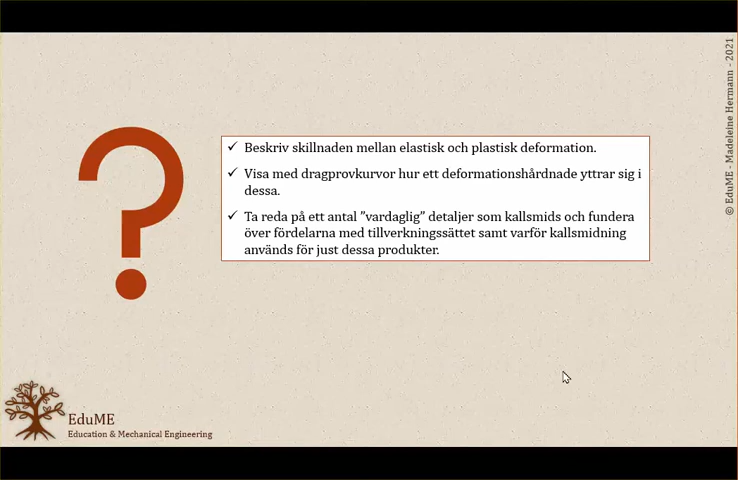 Beskriv skillnaden mellan elastisk och plastisk deformation.
Visa med dragprovkurvor hur ett deformationshårdnade yttrar sig i
dessa.
Ta reda på ett antal ”vardaglig” detaljer som kallsmids och fundera
över fördelarna med tillverkningssättet samt varför kallsmidning
används för just dessa produkter.
EduME
Education & Mechanical Engineering
© EduME - Madeleine Hermann - 2021